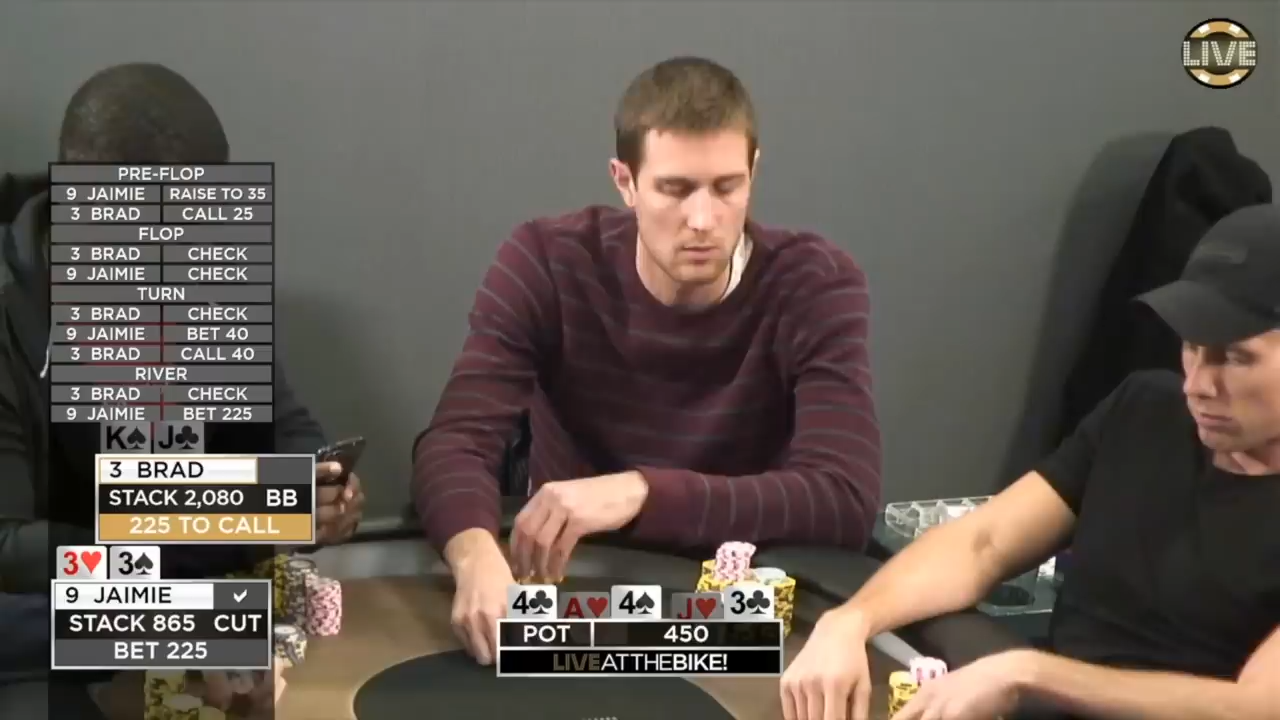 LIVE
PRE-FLOP
9 JAIMIE RAISE TO 35
3 BRAD CALL 25
FLOP
3 BRAD CHECK
9 JAIMIE CHECK
TURN
3 BRAD CHECK
9 JAIMIE BET 40
3 BRAD CALL 40
RIVER
3 BRAD CHECK
9 JAIMIE BET 225
K♠ J♣
3 BRAD
STACK 2,080 BB
225 TO CALL
3♥ 3♠
9 JAIMIE ✓
STACK 865 CUT
BET 225
4♣ A♥ 4♠ J♥ 3♣
POT 450
LIVEATTHEBIKE!